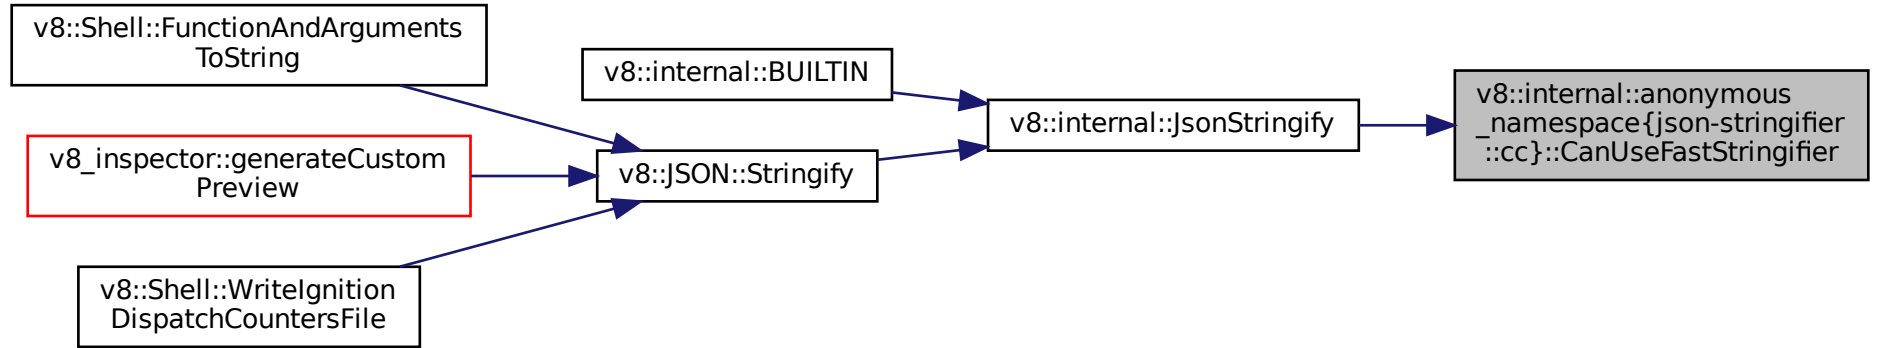 v8::Shell::FunctionAndArguments
ToString
v8_inspector::generateCustom
Preview
v8::Shell::WriteIgnition
DispatchCountersFile
v8::internal::BUILTIN
v8::JSON::Stringify
v8::internal::JsonStringify
v8::internal::anonymous
_namespace{json-stringifier
::cc}::CanUseFastStringifier